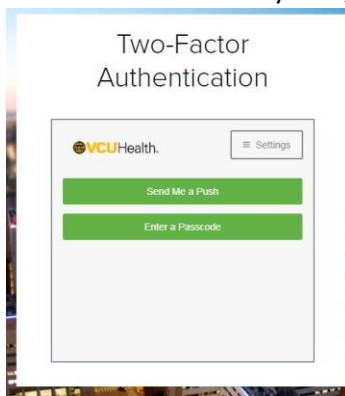 Two-Factor
Authentication
VCUHealth.
Settings
Send Me a Push
Enter a Passcode